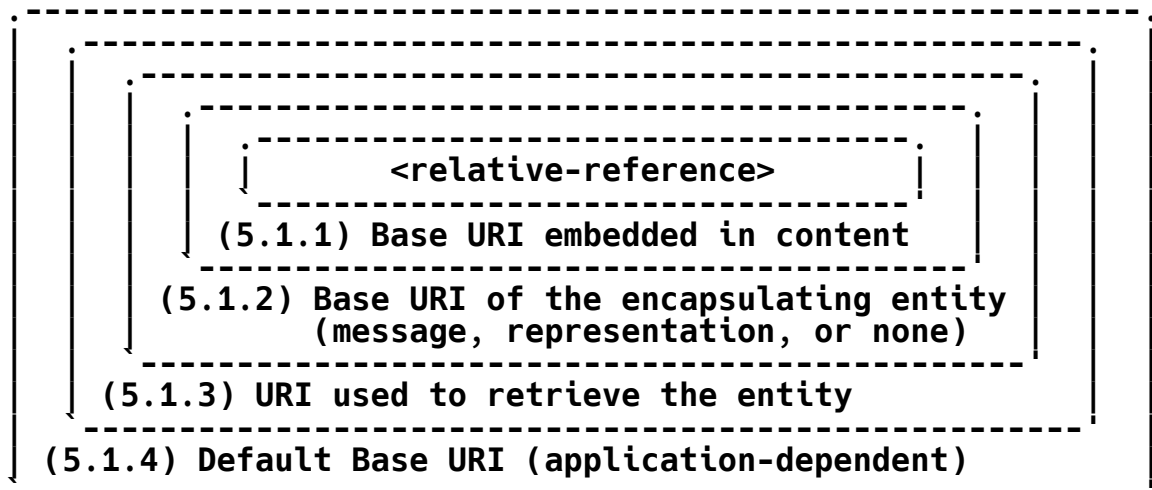 <relative-reference>
(5.1.1) Base URI embedded in content
(5.1.2) Base URI of the encapsulating entity
(message, representation, or none)
(5.1.3) URI used to retrieve the entity
(5.1.4) Default Base URI (application-dependent)